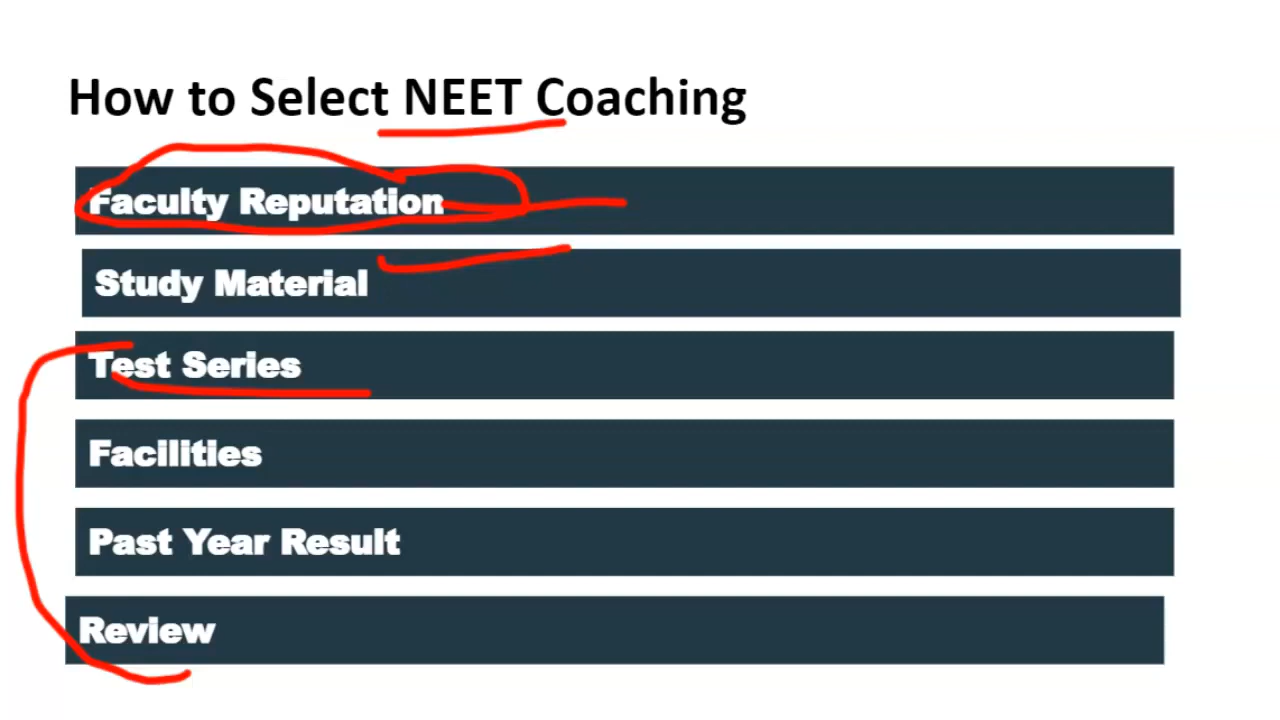 How to Select NEET Coaching
Faculty Reputation
Study Material
Test Series
Facilities
Past Year Result
Review